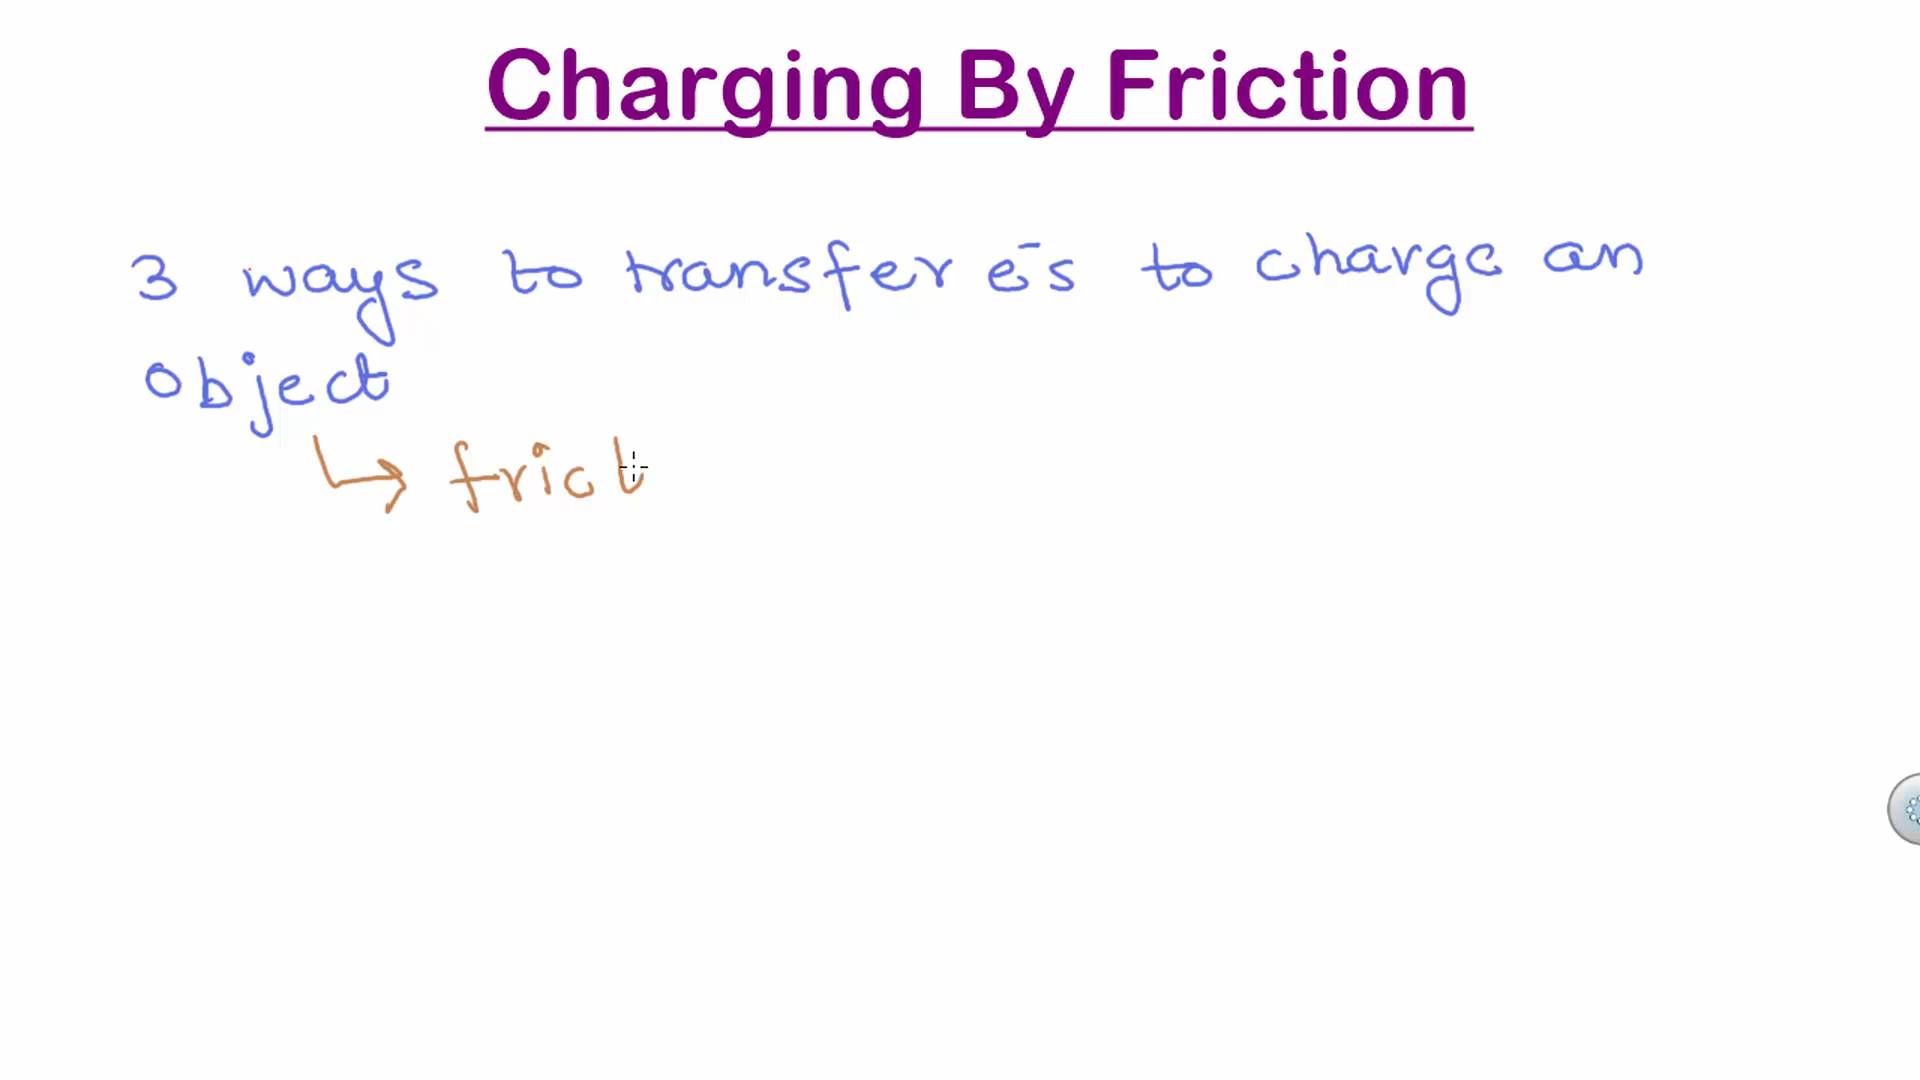 Charging By Friction
3 ways to transfer e⁻s to charge an
object
↳ frict